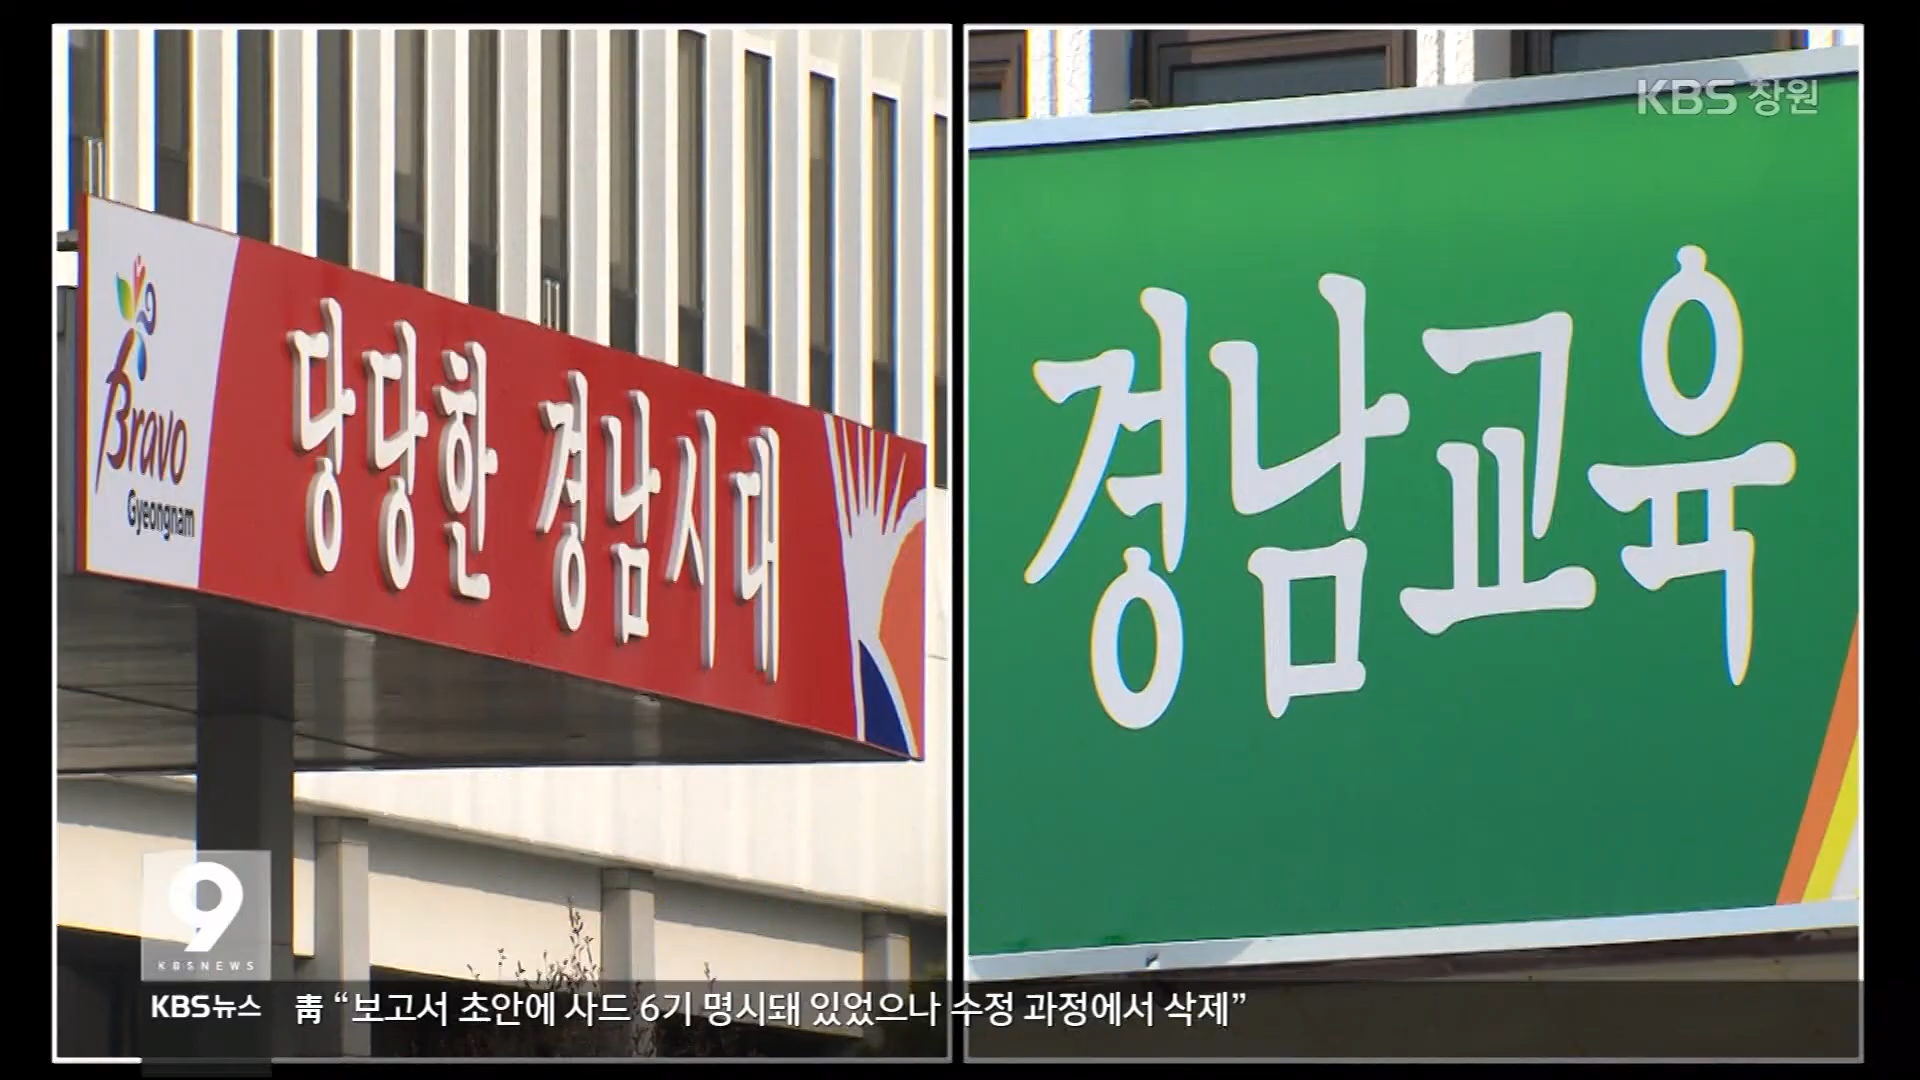 KBS 창원
Bravo
Gyeongnam
당당한 경남시대
경남교육
9
KBS NEWS
KBS뉴스
靑 “보고서 초안에 사드 6기 명시돼 있었으나 수정 과정에서 삭제”